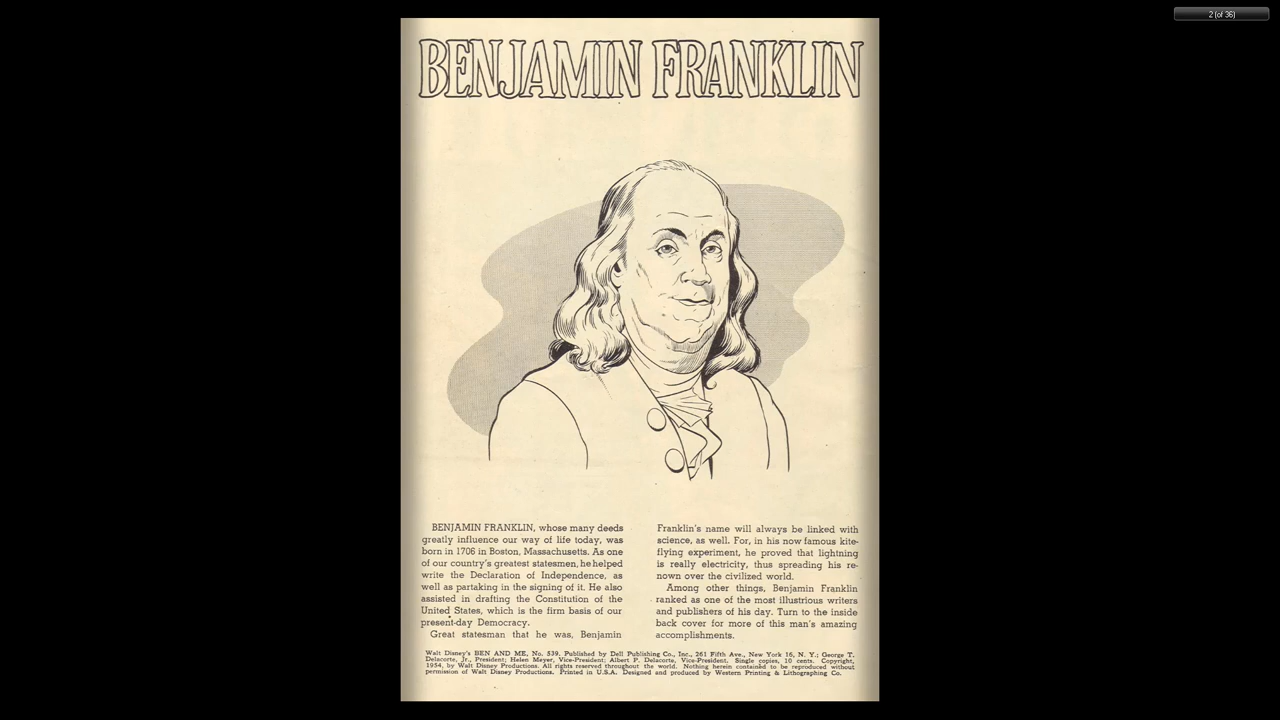 2 (of 36)
BENJAMIN FRANKLIN
BENJAMIN FRANKLIN, whose many deeds
greatly influence our way of life today, was
born in 1706 in Boston, Massachusetts. As one
of our country's greatest statesmen, he helped
write the Declaration of Independence, as
well as partaking in the signing of it. He also
assisted in drafting the Constitution of the
United States, which is the firm basis of our
present-day Democracy.
Great statesman that he was, Benjamin
Franklin's name will always be linked with
science, as well. For, in his now famous kite-
flying experiment, he proved that lightning
is really electricity, thus spreading his re-
nown over the civilized world.
Among other things, Benjamin Franklin
ranked as one of the most illustrious writers
and publishers of his day. Turn to the inside
back cover for more of this man's amazing
accomplishments.
Walt Disney's BEN AND ME, No. 539. Published by Dell Publishing Co., Inc., 261 Fifth Ave., New York 16, N. Y.; George T.
Delacorte, Jr., President; Helen Meyer, Vice-President; Albert P. Delacorte, Vice-President. Single copies, 10 cents. Copyright,
1954, by Walt Disney Productions. All rights reserved throughout the world. Nothing herein contained to be reproduced without
permission of Walt Disney Productions. Printed in U.S.A. Designed and produced by Western Printing & Lithographing Co.